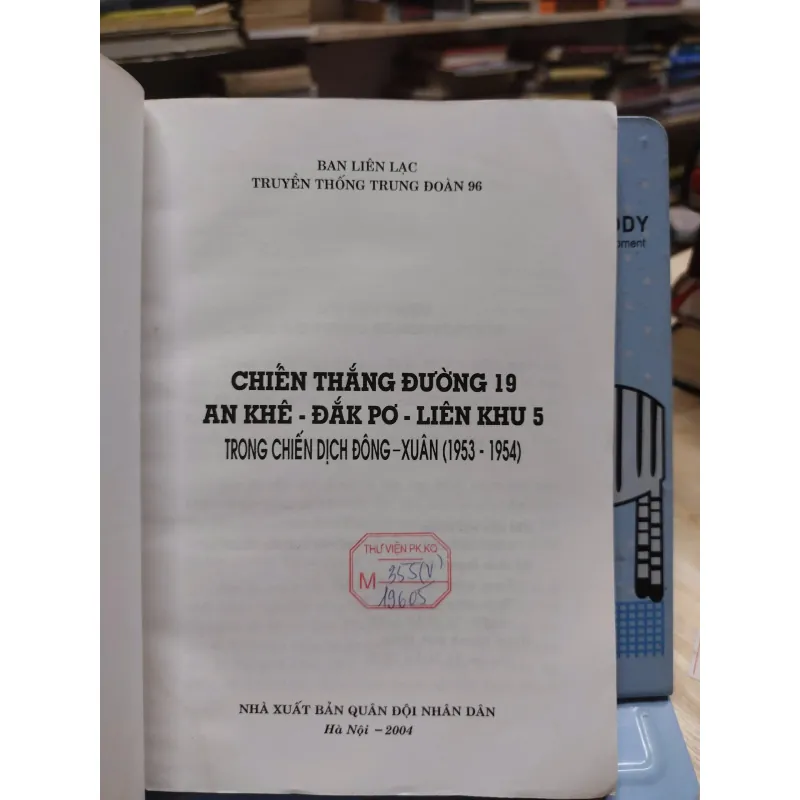 BAN LIÊN LẠC
TRUYỀN THỐNG TRUNG ĐOÀN 96
CHIẾN THẮNG ĐƯỜNG 19
AN KHÊ - ĐẮK PƠ - LIÊN KHU 5
TRONG CHIẾN DỊCH ĐÔNG-XUÂN (1953 - 1954)
THƯ VIỆN PK.KQ
M 355(V)
19605
NHÀ XUẤT BẢN QUÂN ĐỘI NHÂN DÂN
Hà Nội - 2004
DDY